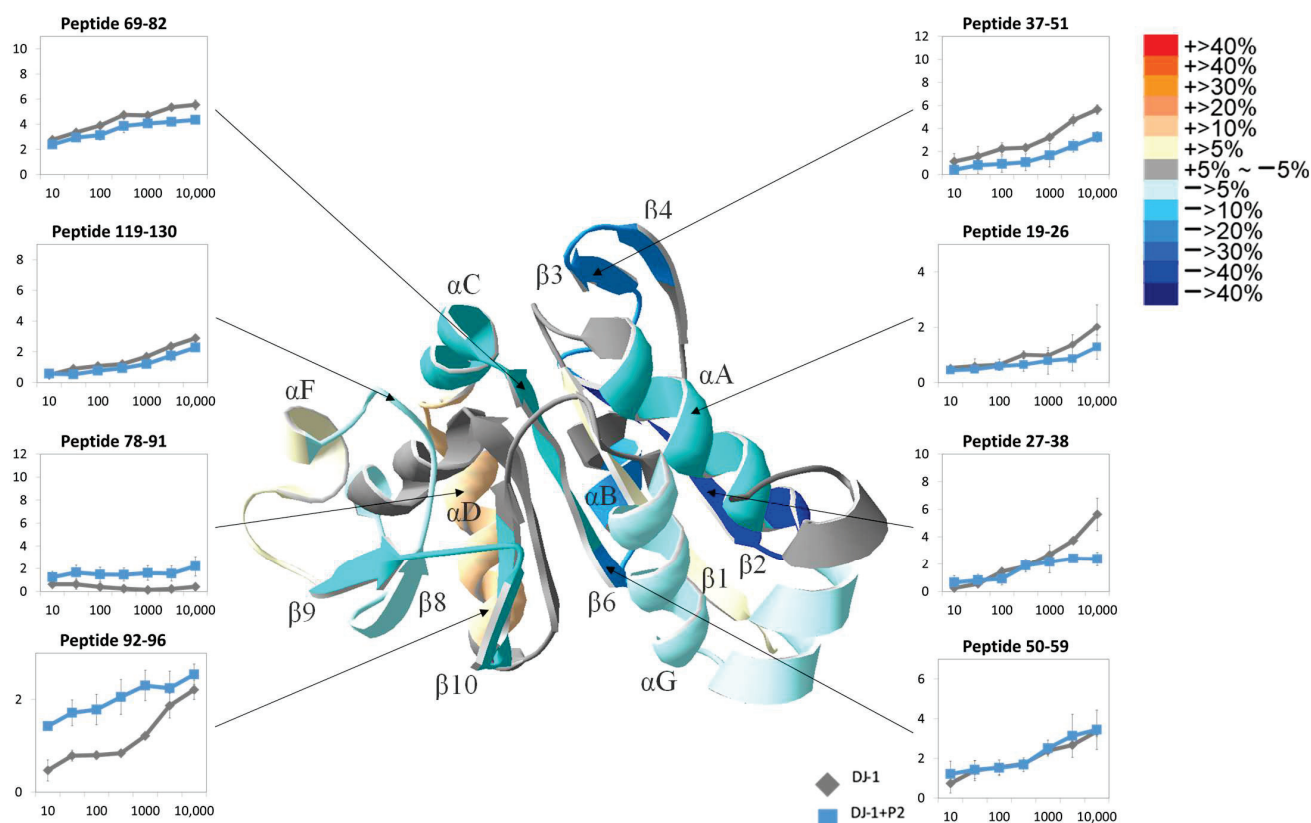 Peptide 69-82
10
8
6
4
2
0
10 100 1000 10,000
Peptide 119-130
8
6
4
2
0
10 100 1000 10,000
Peptide 78-91
12
10
8
6
4
2
0
10 100 1000 10,000
Peptide 92-96
2
0
10 100 1000 10,000
αC
αF
αD
β9
β8
β10
β3
β4
αA
αB
β6
β1
β2
αG
DJ-1
DJ-1+P2
Peptide 37-51
12
10
8
6
4
2
0
10 100 1000 10,000
Peptide 19-26
4
2
0
10 100 1000 10,000
Peptide 27-38
10
8
6
4
2
0
10 100 1000 10,000
Peptide 50-59
6
4
2
0
10 100 1000 10,000
+>40%
+>40%
+>30%
+>20%
+>10%
+>5%
+5% ~ −5%
−>5%
−>10%
−>20%
−>30%
−>40%
−>40%